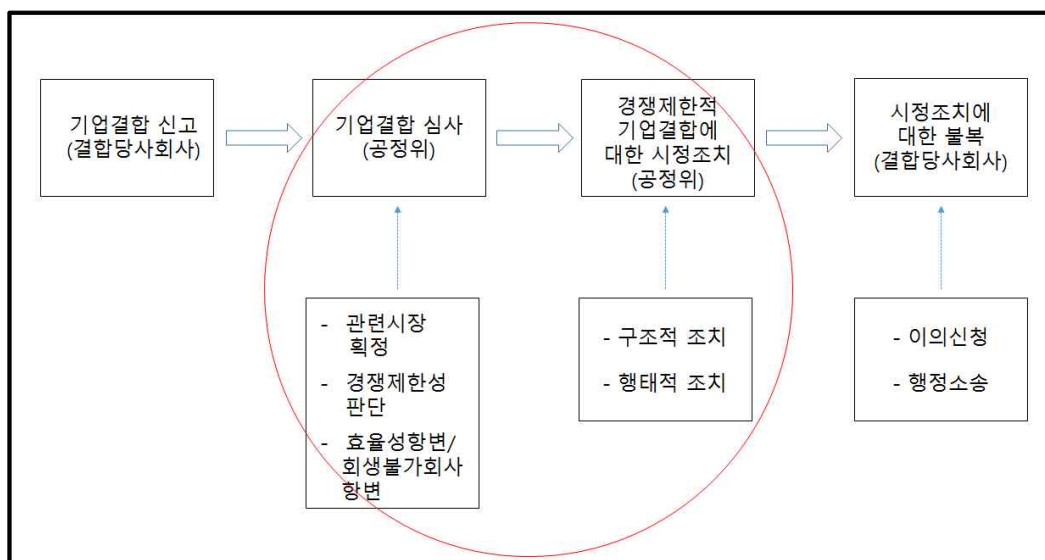 기업결합 신고
(결합당사회사)
기업결합 심사
(공정위)
경쟁제한적
기업결합에
대한 시정조치
(공정위)
시정조치에
대한 불복
(결합당사회사)
- 관련시장
획정
- 경쟁제한성
판단
- 효율성항변/
회생불가회사
항변
- 구조적 조치
- 행태적 조치
- 이의신청
- 행정소송